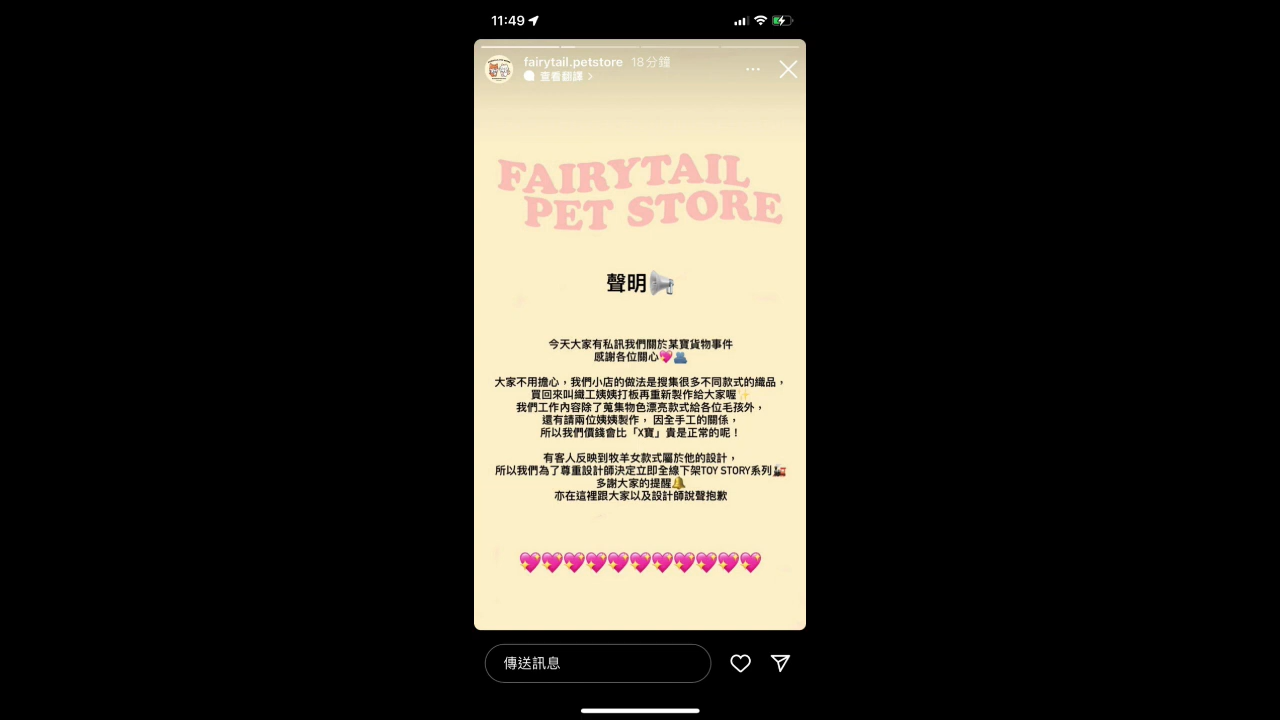 11:49
fairytail.petstore 18分鐘
查看翻譯
FAIRYTAIL
PET STORE
聲明📢
今天大家有私訊我們關於某寶貨物事件
感謝各位關心💖🫂
大家不用擔心，我們小店的做法是搜集很多不同款式的織品，
買回來叫織工姨姨打板再重新製作給大家喔✨
我們工作內容除了蒐集物色漂亮款式給各位毛孩外，
還有請兩位姨姨製作， 因全手工的關係，
所以我們價錢會比「X寶」貴是正常的呢！
有客人反映到牧羊女款式屬於他的設計，
所以我們為了尊重設計師決定立即全線下架TOY STORY系列🚂
多謝大家的提醒🔔
亦在這裡跟大家以及設計師說聲抱歉
💖💖💖💖💖💖💖💖💖💖💖
傳送訊息